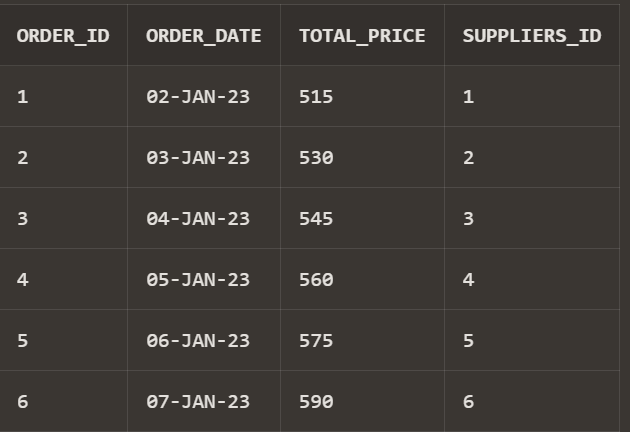 ORDER_ID ORDER_DATE TOTAL_PRICE SUPPLIERS_ID
1 02-JAN-23 515 1
2 03-JAN-23 530 2
3 04-JAN-23 545 3
4 05-JAN-23 560 4
5 06-JAN-23 575 5
6 07-JAN-23 590 6